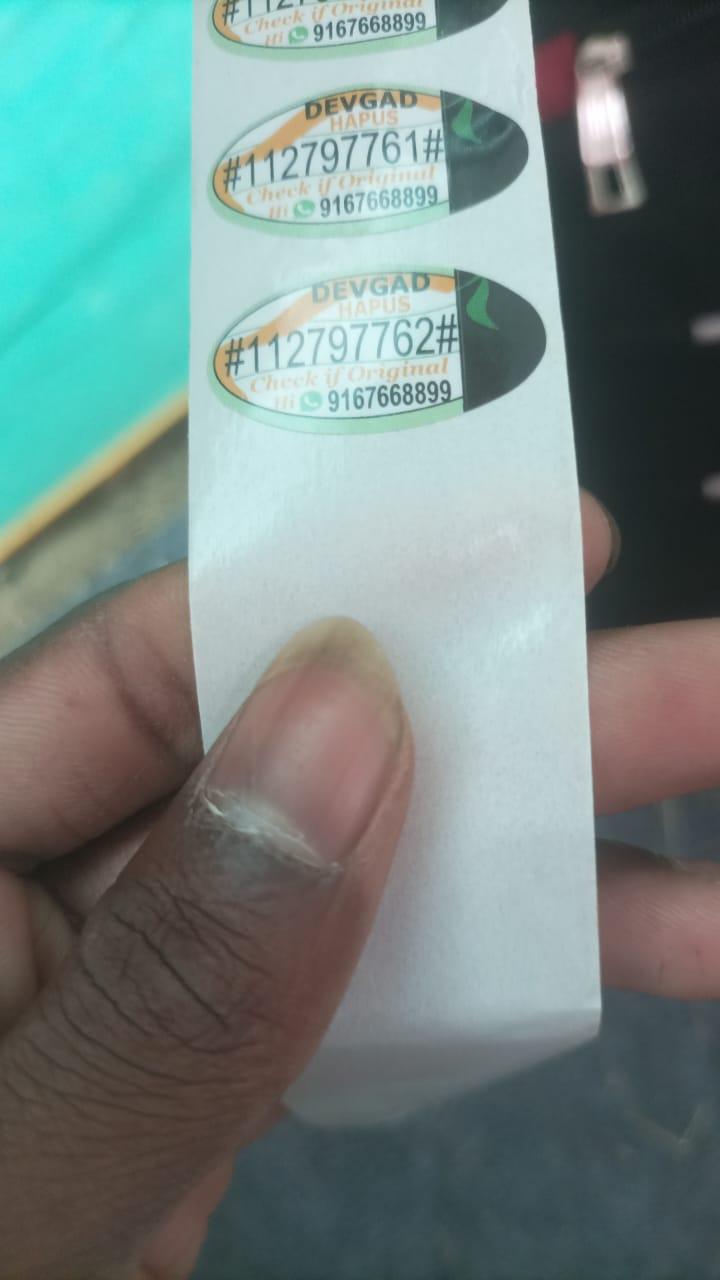 Check if Original
Hi 9167668899
DEVGAD
HAPUS
#112797761#
Check if Original
Hi 9167668899
DEVGAD
HAPUS
#112797762#
Check if Original
Hi 9167668899